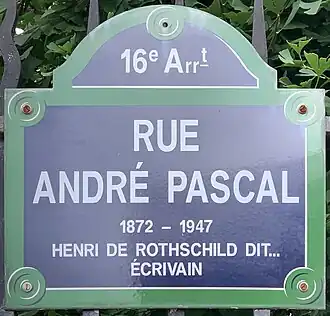 16e Arrt
RUE
ANDRÉ PASCAL
1872 – 1947
HENRI DE ROTHSCHILD DIT...
ÉCRIVAIN